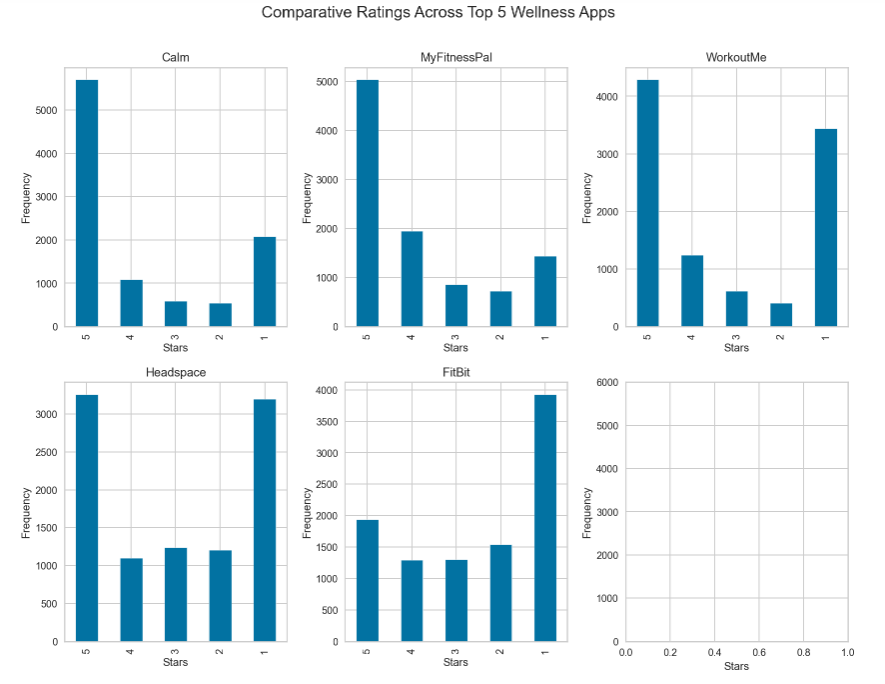 Comparative Ratings Across Top 5 Wellness Apps
Calm
Frequency
5000
4000
3000
2000
1000
0
5 4 3 2 1
Stars
MyFitnessPal
Frequency
5000
4000
3000
2000
1000
0
5 4 3 2 1
Stars
WorkoutMe
Frequency
4000
3000
2000
1000
0
5 4 3 2 1
Stars
Headspace
Frequency
3000
2500
2000
1500
1000
500
0
5 4 3 2 1
Stars
FitBit
Frequency
4000
3500
3000
2500
2000
1500
1000
500
0
5 4 3 2 1
Stars
Frequency
6000
5000
4000
3000
2000
1000
0
0.0 0.2 0.4 0.6 0.8 1.0
Stars